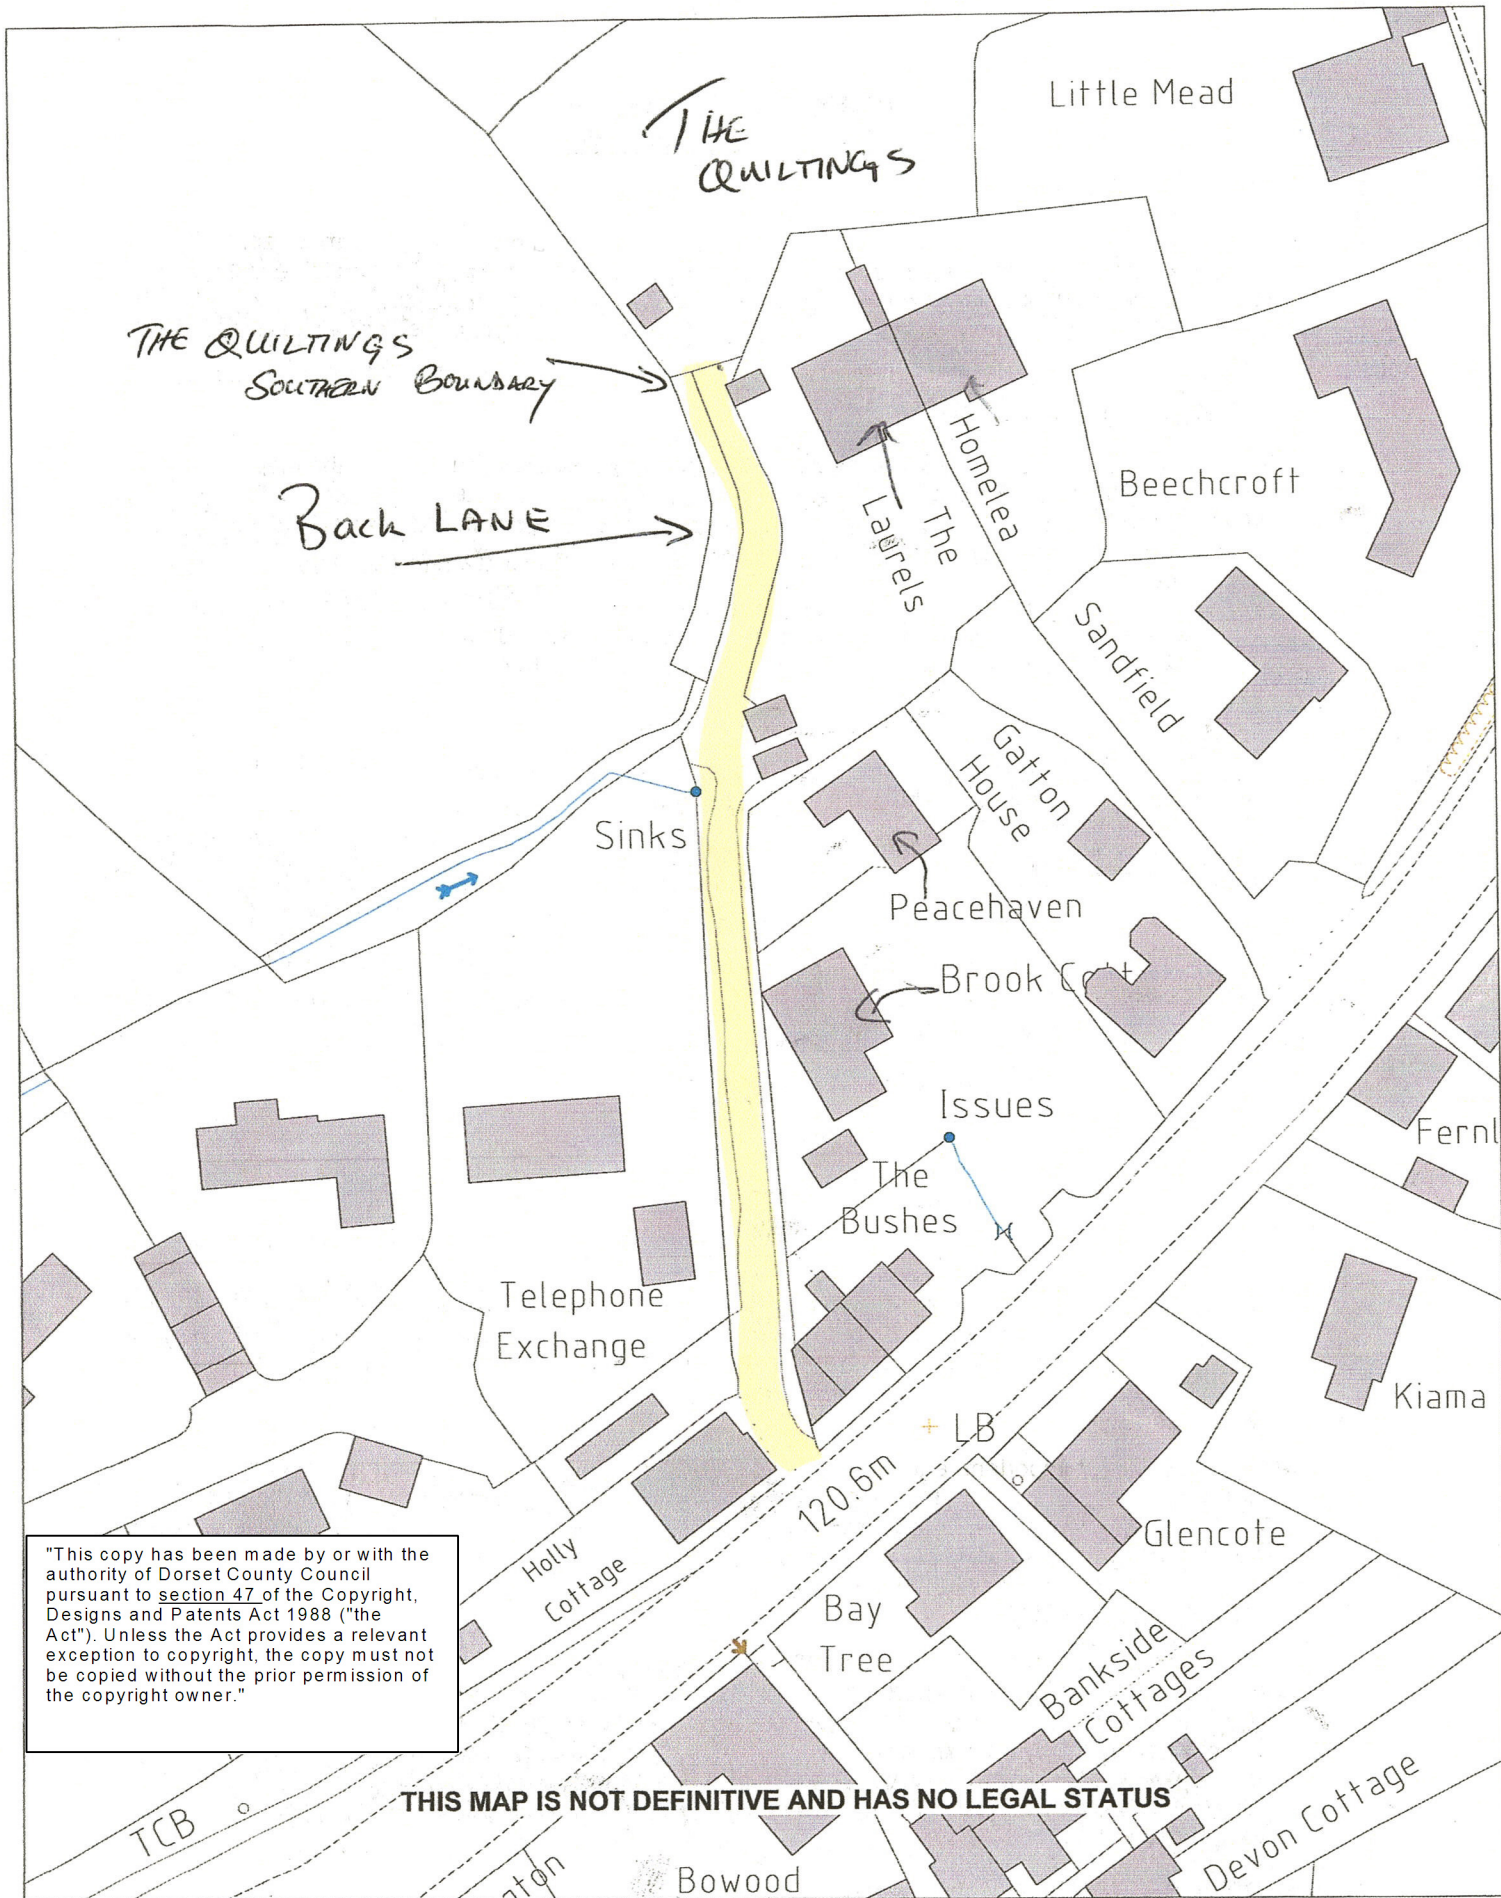 Little Mead
THE
QUILTINGS
THE QUILTINGS
SOUTHERN BOUNDARY
Back LANE
Homelea
The
Laurels
Beechcroft
Sandfield
Gatton
House
Sinks
Peacehaven
Brook Cott
Issues
The
Bushes
Fernl
Telephone
Exchange
Kiama
LB
120.6m
Glencote
Holly
Cottage
Bay
Tree
Bankside
Cottages
"This copy has been made by or with the
authority of Dorset County Council
pursuant to section 47 of the Copyright,
Designs and Patents Act 1988 ("the
Act"). Unless the Act provides a relevant
exception to copyright, the copy must not
be copied without the prior permission of
the copyright owner."
THIS MAP IS NOT DEFINITIVE AND HAS NO LEGAL STATUS
TCB
Devon Cottage
aton
Bowood